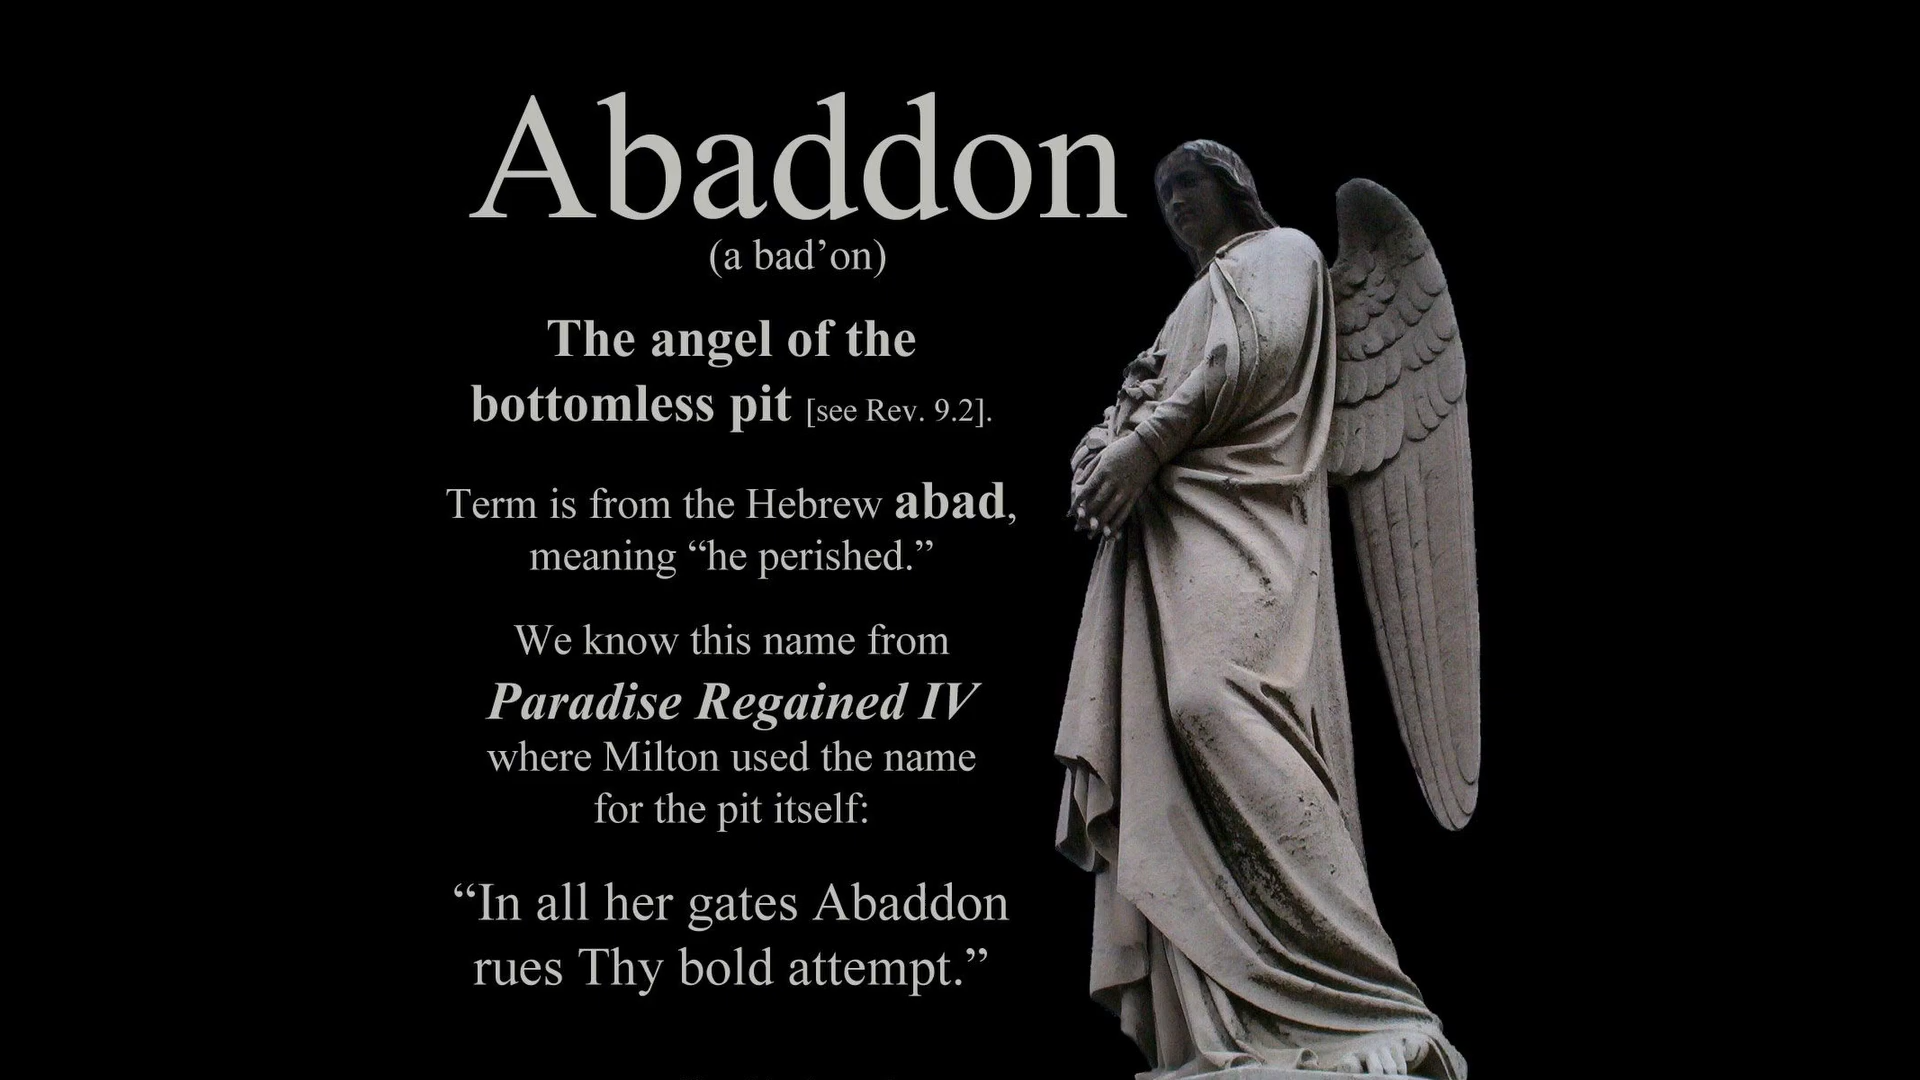 Abaddon
(a bad’on)
The angel of the
bottomless pit [see Rev. 9.2].
Term is from the Hebrew abad,
meaning “he perished.”
We know this name from
Paradise Regained IV
where Milton used the name
for the pit itself:
“In all her gates Abaddon
rues Thy bold attempt.”